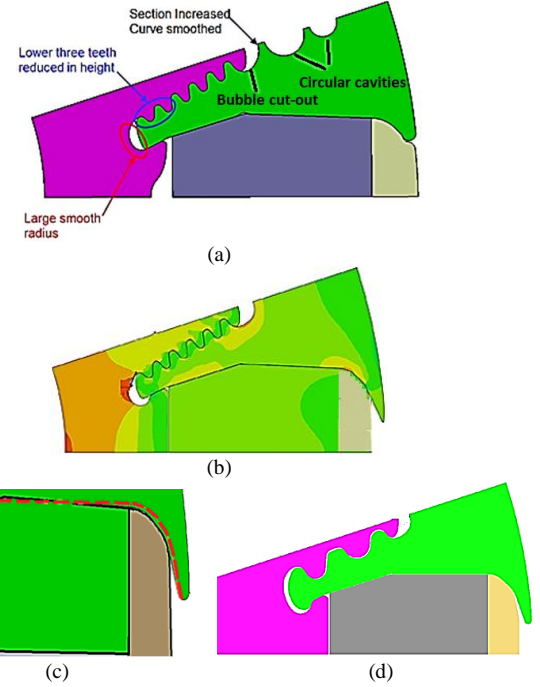 Section Increased
Curve smoothed
Lower three teeth
reduced in height
Circular cavities
Bubble cut-out
Large smooth
radius
(a)
(b)
(c)
(d)